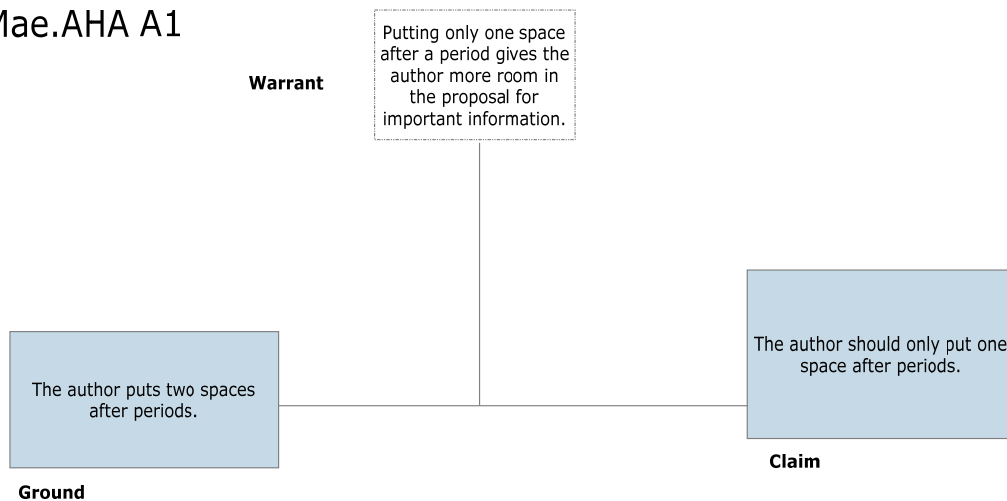 Mae.AHA A1
Putting only one space
after a period gives the
author more room in
the proposal for
important information.
Warrant
The author should only put one
space after periods.
The author puts two spaces
after periods.
Claim
Ground